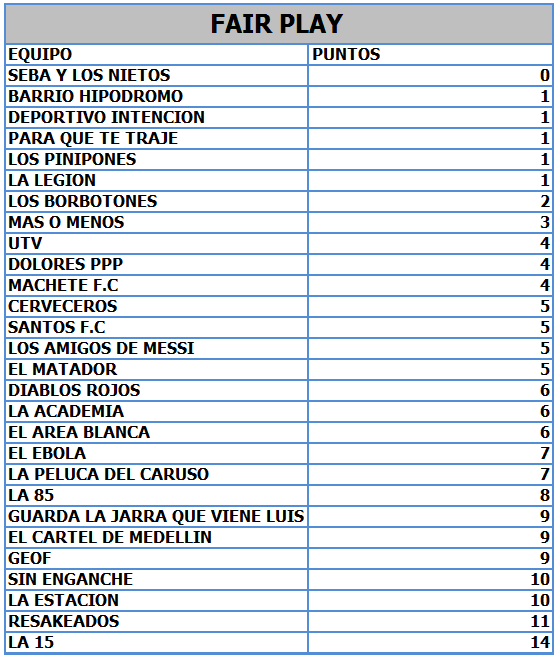 FAIR PLAY
EQUIPO PUNTOS
SEBA Y LOS NIETOS 0
BARRIO HIPODROMO 1
DEPORTIVO INTENCION 1
PARA QUE TE TRAJE 1
LOS PINIPONES 1
LA LEGION 1
LOS BORBOTONES 2
MAS O MENOS 3
UTV 4
DOLORES PPP 4
MACHETE F.C 4
CERVECEROS 5
SANTOS F.C 5
LOS AMIGOS DE MESSI 5
EL MATADOR 5
DIABLOS ROJOS 6
LA ACADEMIA 6
EL AREA BLANCA 6
EL EBOLA 7
LA PELUCA DEL CARUSO 7
LA 85 8
GUARDA LA JARRA QUE VIENE LUIS 9
EL CARTEL DE MEDELLIN 9
GEOF 9
SIN ENGANCHE 10
LA ESTACION 10
RESAKEADOS 11
LA 15 14